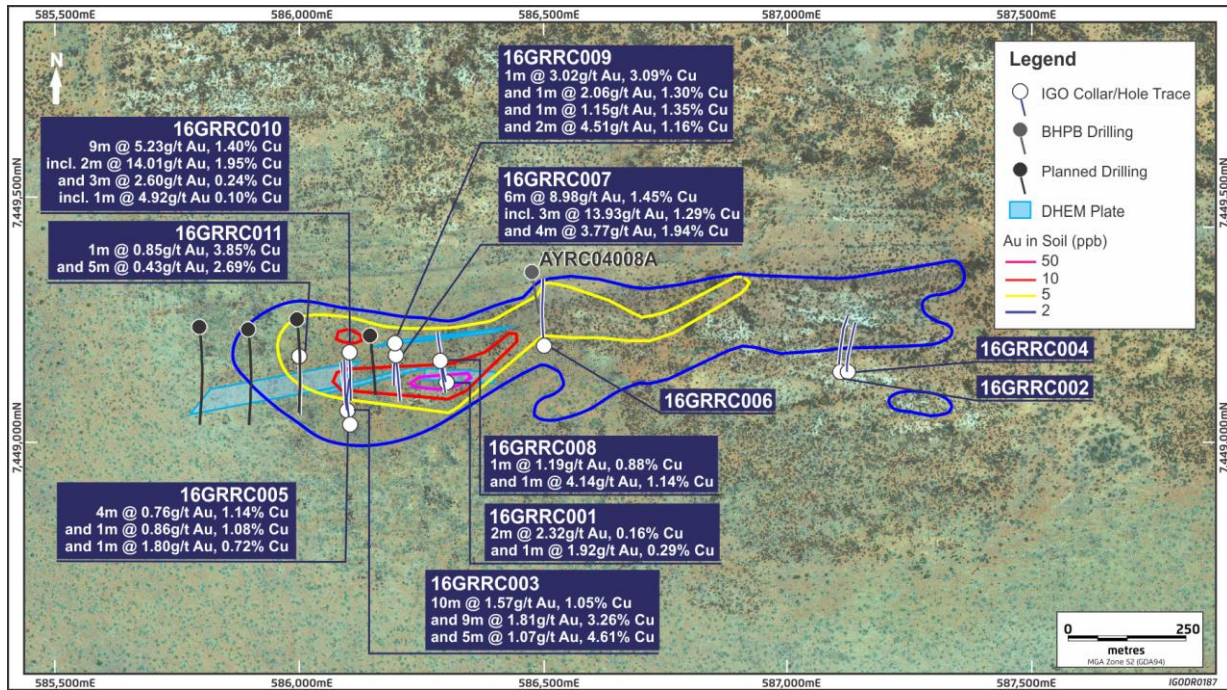 585,500mE
586,000mE
586,500mE
587,000mE
587,500mE
N
16GRRC009
1m @ 3.02g/t Au, 3.09% Cu
and 1m @ 2.06g/t Au, 1.30% Cu
and 1m @ 1.15g/t Au, 1.35% Cu
and 2m @ 4.51g/t Au, 1.16% Cu
16GRRC010
9m @ 5.23g/t Au, 1.40% Cu
incl. 2m @ 14.01g/t Au, 1.95% Cu
and 3m @ 2.60g/t Au, 0.24% Cu
incl. 1m @ 4.92g/t Au 0.10% Cu
16GRRC007
6m @ 8.98g/t Au, 1.45% Cu
incl. 3m @ 13.93g/t Au, 1.29% Cu
and 4m @ 3.77g/t Au, 1.94% Cu
16GRRC011
1m @ 0.85g/t Au, 3.85% Cu
and 5m @ 0.43g/t Au, 2.69% Cu
AYRC04008A
Legend
IGO Collar/Hole Trace
BHPB Drilling
Planned Drilling
DHEM Plate
Au in Soil (ppb)
50
10
5
2
7,449,500mN
7,449,500mN
16GRRC004
16GRRC002
16GRRC006
7,449,000mN
7,449,000mN
16GRRC008
1m @ 1.19g/t Au, 0.88% Cu
and 1m @ 4.14g/t Au, 1.14% Cu
16GRRC005
4m @ 0.76g/t Au, 1.14% Cu
and 1m @ 0.86g/t Au, 1.08% Cu
and 1m @ 1.80g/t Au, 0.72% Cu
16GRRC001
2m @ 2.32g/t Au, 0.16% Cu
and 1m @ 1.92g/t Au, 0.29% Cu
16GRRC003
10m @ 1.57g/t Au, 1.05% Cu
and 9m @ 1.81g/t Au, 3.26% Cu
and 5m @ 1.07g/t Au, 4.61% Cu
0 250
metres
MGA Zone 52 (GDA94)
585,500mE
586,000mE
586,500mE
587,000mE
587,500mE
IGODR0187